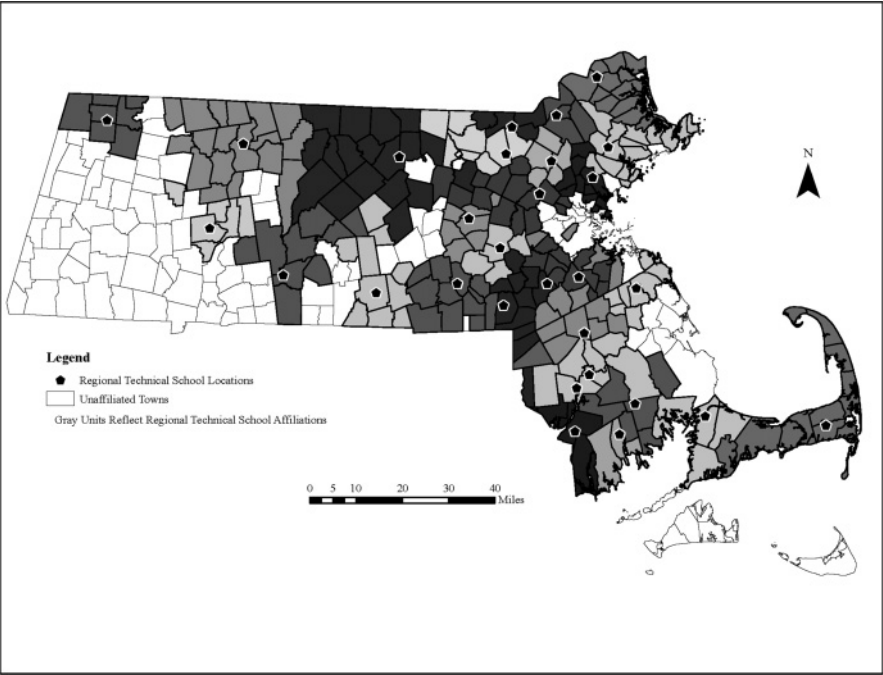 N
Legend
Regional Technical School Locations
Unaffiliated Towns
Gray Units Reflect Regional Technical School Affiliations
0 5 10 20 30 40
Miles